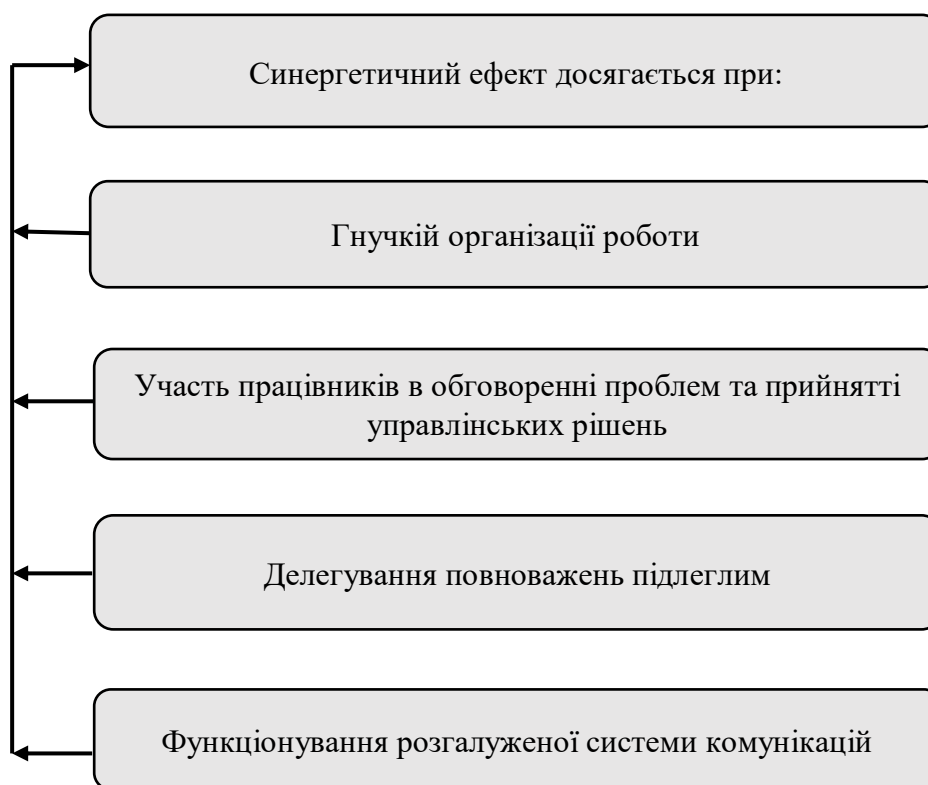 Синергетичний ефект досягається при:
Гнучкій організації роботи
Участь працівників в обговоренні проблем та прийнятті
управлінських рішень
Делегування повноважень підлеглим
Функціонування розгалуженої системи комунікацій